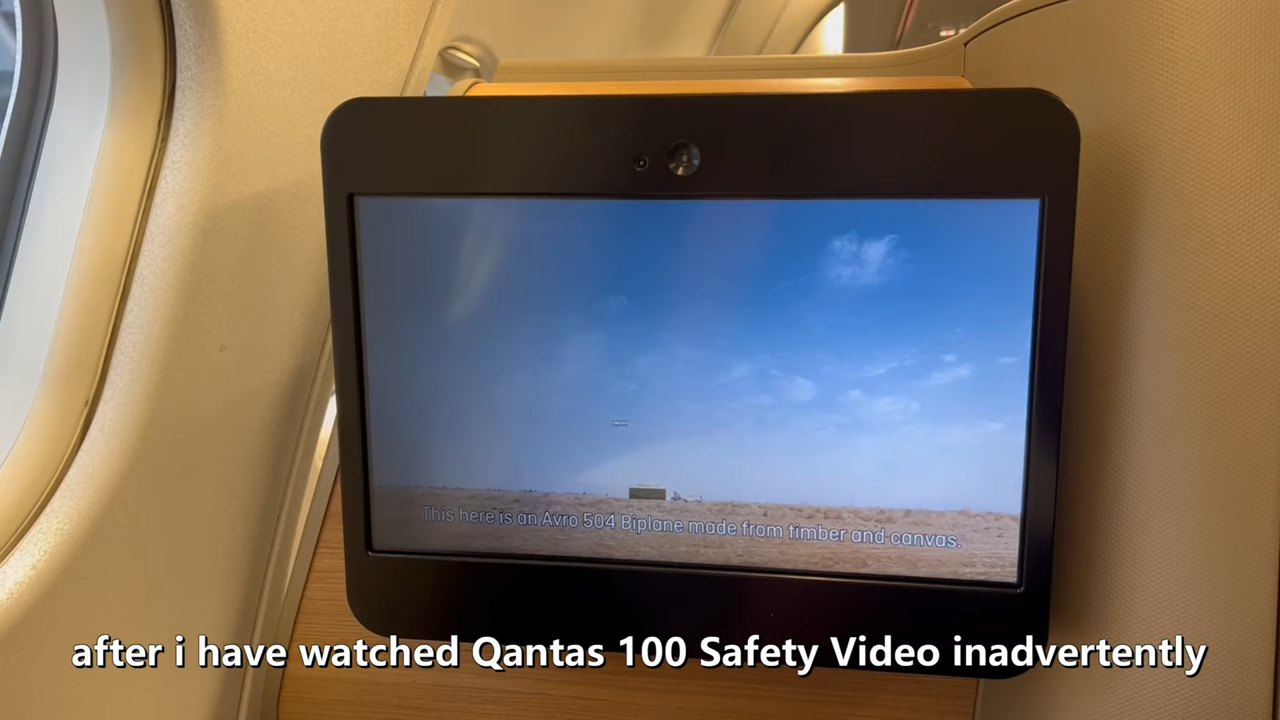 This here is an Avro 504 Biplane made from timber and canvas.
after i have watched Qantas 100 Safety Video inadvertently